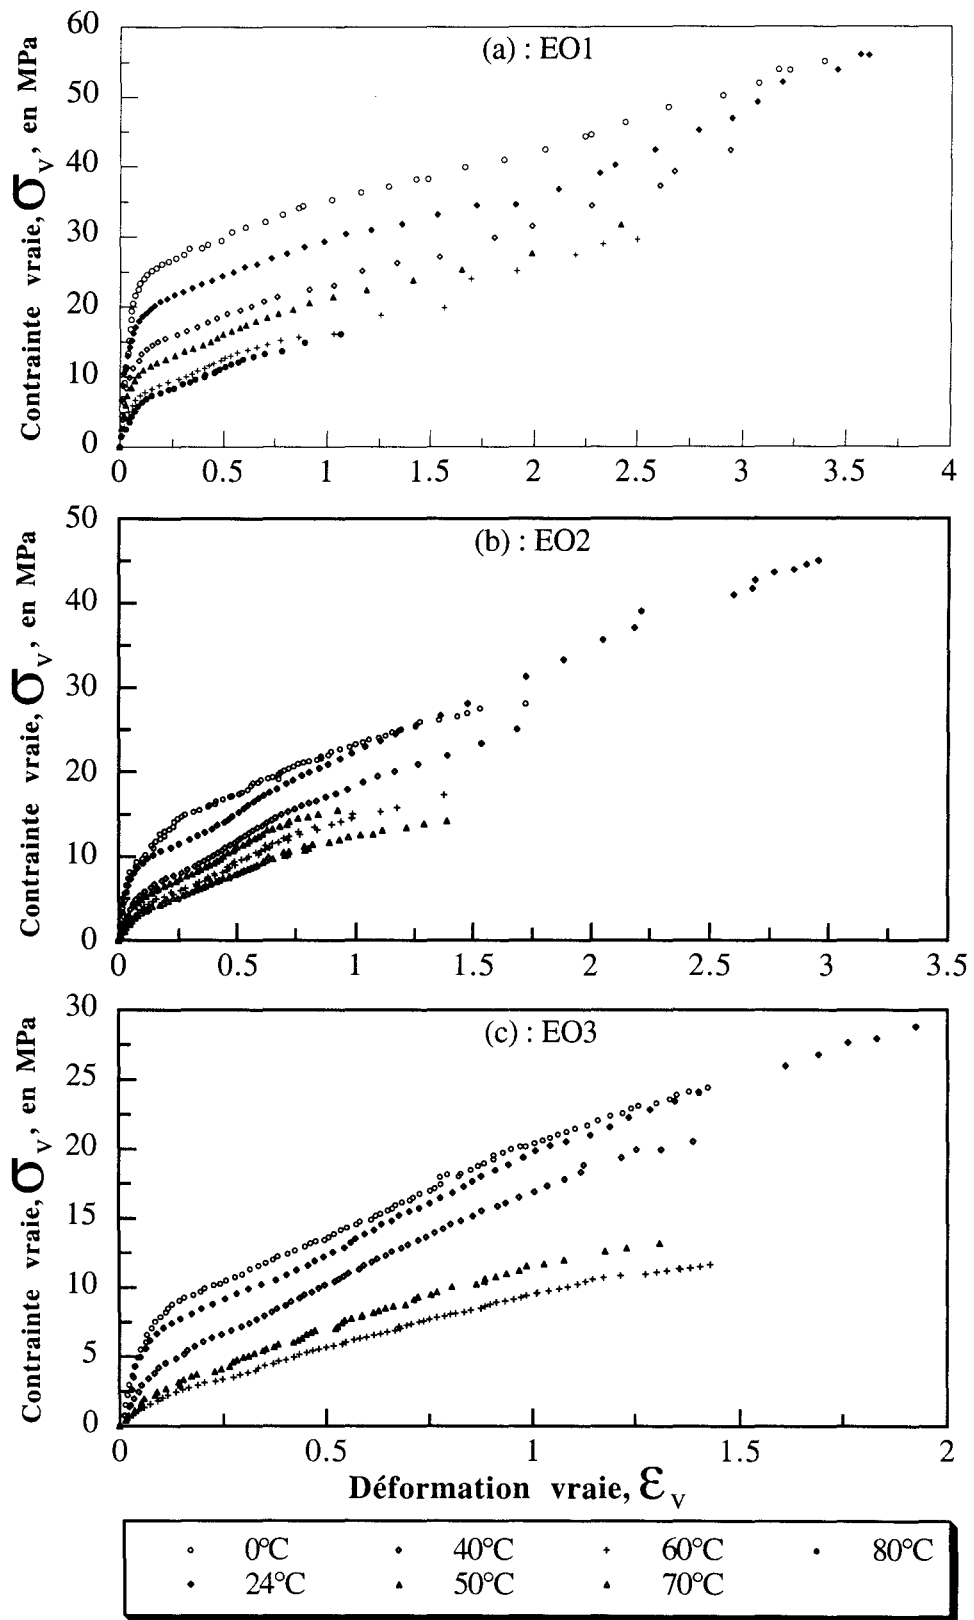 60
50
40
30
20
10
0
Contrainte vraie, σv, en MPa
(a) : EO1
0 0.5 1 1.5 2 2.5 3 3.5 4
50
40
30
20
10
0
Contrainte vraie, σv, en MPa
(b) : EO2
0 0.5 1 1.5 2 2.5 3 3.5
30
25
20
15
10
5
0
Contrainte vraie, σv, en MPa
(c) : EO3
0 0.5 1 1.5 2
Déformation vraie, εv
0°C 40°C 60°C 80°C
24°C 50°C 70°C